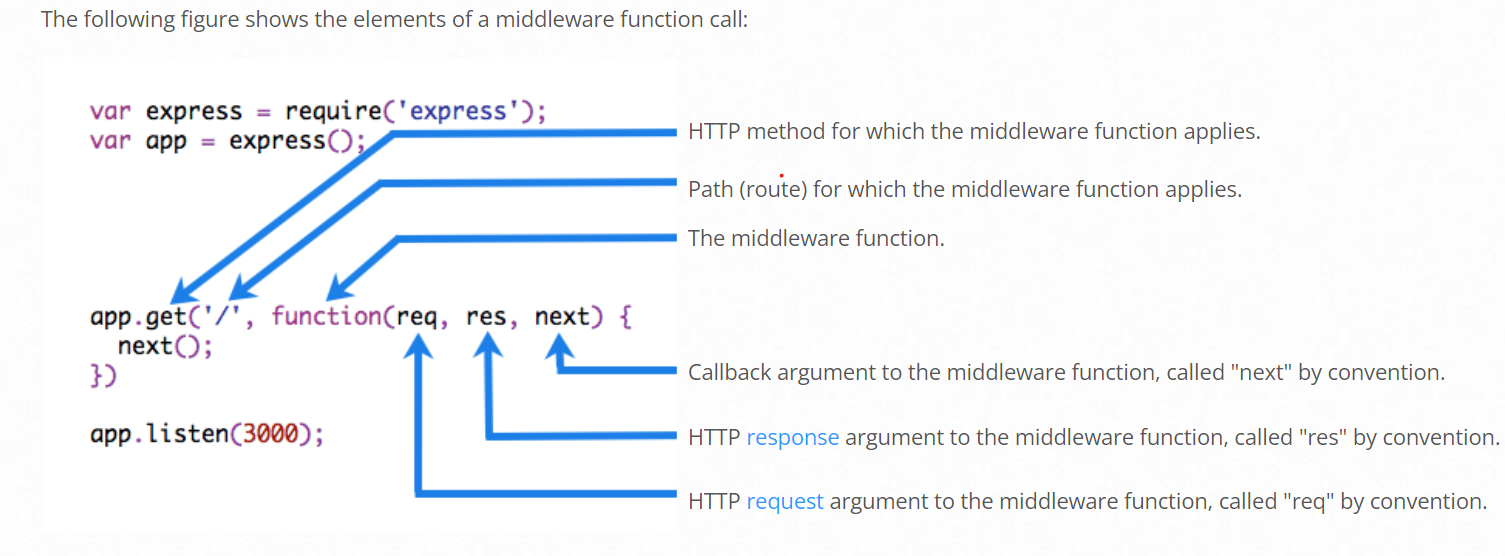 The following figure shows the elements of a middleware function call:
var express = require('express');
var app = express();
HTTP method for which the middleware function applies.
Path (route) for which the middleware function applies.
The middleware function.
app.get('/', function(req, res, next) {
next();
})
app.listen(3000);
Callback argument to the middleware function, called "next" by convention.
HTTP response argument to the middleware function, called "res" by convention.
HTTP request argument to the middleware function, called "req" by convention.